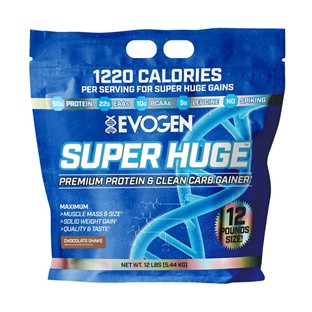 1220 CALORIES
PER SERVING FOR SUPER HUGE GAINS
50g PROTEIN 22g EAAs 10g BCAAs 5g LEUCINE NO SPIKING
EVOGEN
SUPER HUGE™
PREMIUM PROTEIN & CLEAN CARB GAINER!
MAXIMUM
>MUSCLE MASS & SIZE
>SOLID WEIGHT GAIN
>QUALITY & TASTE
12
POUNDS
SIZE!
CHOCOLATE SHAKE
NET WT. 12 LBS (5.44 KG)